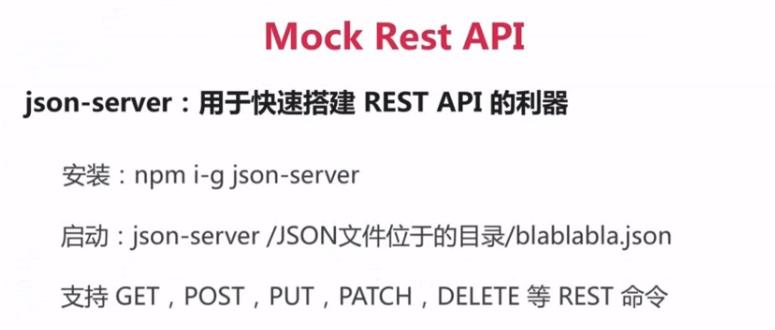 Mock Rest API
json-server：用于快速搭建 REST API 的利器
安装：npm i-g json-server
启动：json-server /JSON文件位于的目录/blablabla.json
支持 GET，POST，PUT，PATCH，DELETE 等 REST 命令